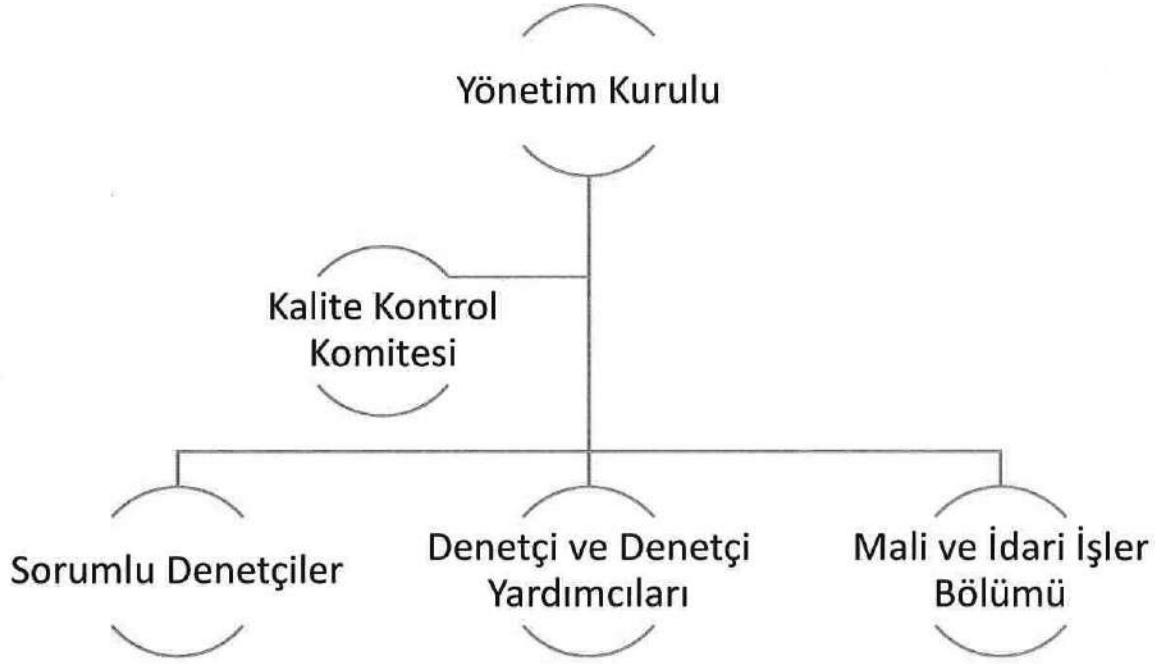 Yönetim Kurulu
Kalite Kontrol
Komitesi
Sorumlu Denetçiler
Denetçi ve Denetçi
Yardımcıları
Mali ve İdari İşler
Bölümü